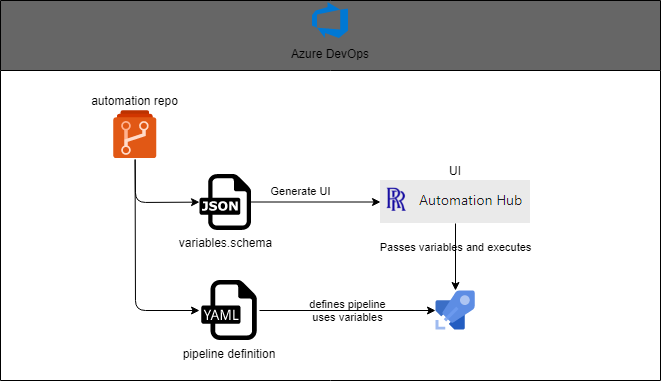 Azure DevOps
automation repo
UI
JSON
Generate UI
RR
Automation Hub
variables.schema
Passes variables and executes
YAML
defines pipeline
uses variables
pipeline definition